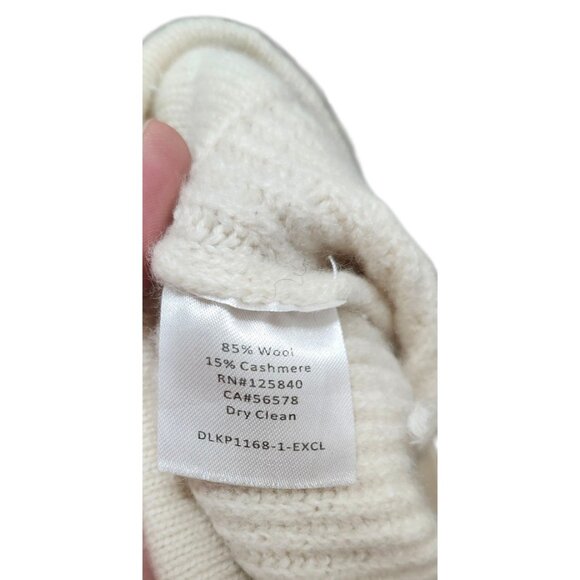 85% Wool
15% Cashmere
RN#125840
CA#56578
Dry Clean
DLKP1168-1-EXCL